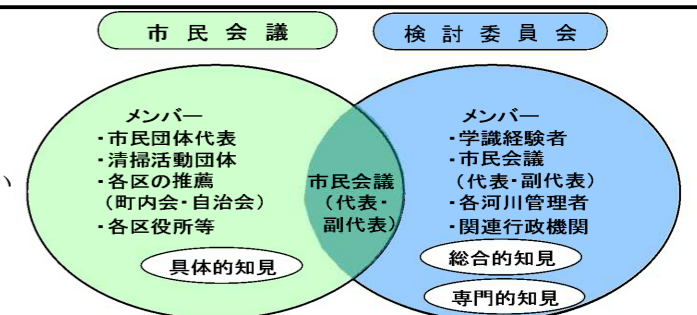 市民会議
検討委員会
メンバー
・市民団体代表
・清掃活動団体
・各区の推薦
（町内会・自治会）
・各区役所等
具体的知見
市民会議
（代表・
副代表）
メンバー
・学識経験者
・市民会議
（代表・副代表）
・各河川管理者
・関連行政機関
総合的知見
専門的知見